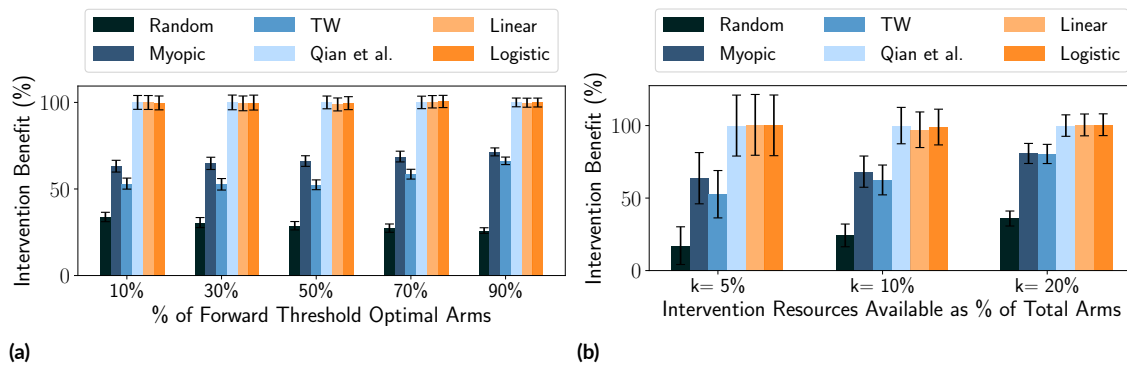 Random TW Linear
Myopic Qian et al. Logistic
Intervention Benefit (%)
100
50
0
10% 30% 50% 70% 90%
% of Forward Threshold Optimal Arms
(a)
Random TW Linear
Myopic Qian et al. Logistic
Intervention Benefit (%)
100
50
0
k= 5% k= 10% k= 20%
Intervention Resources Available as % of Total Arms
(b)